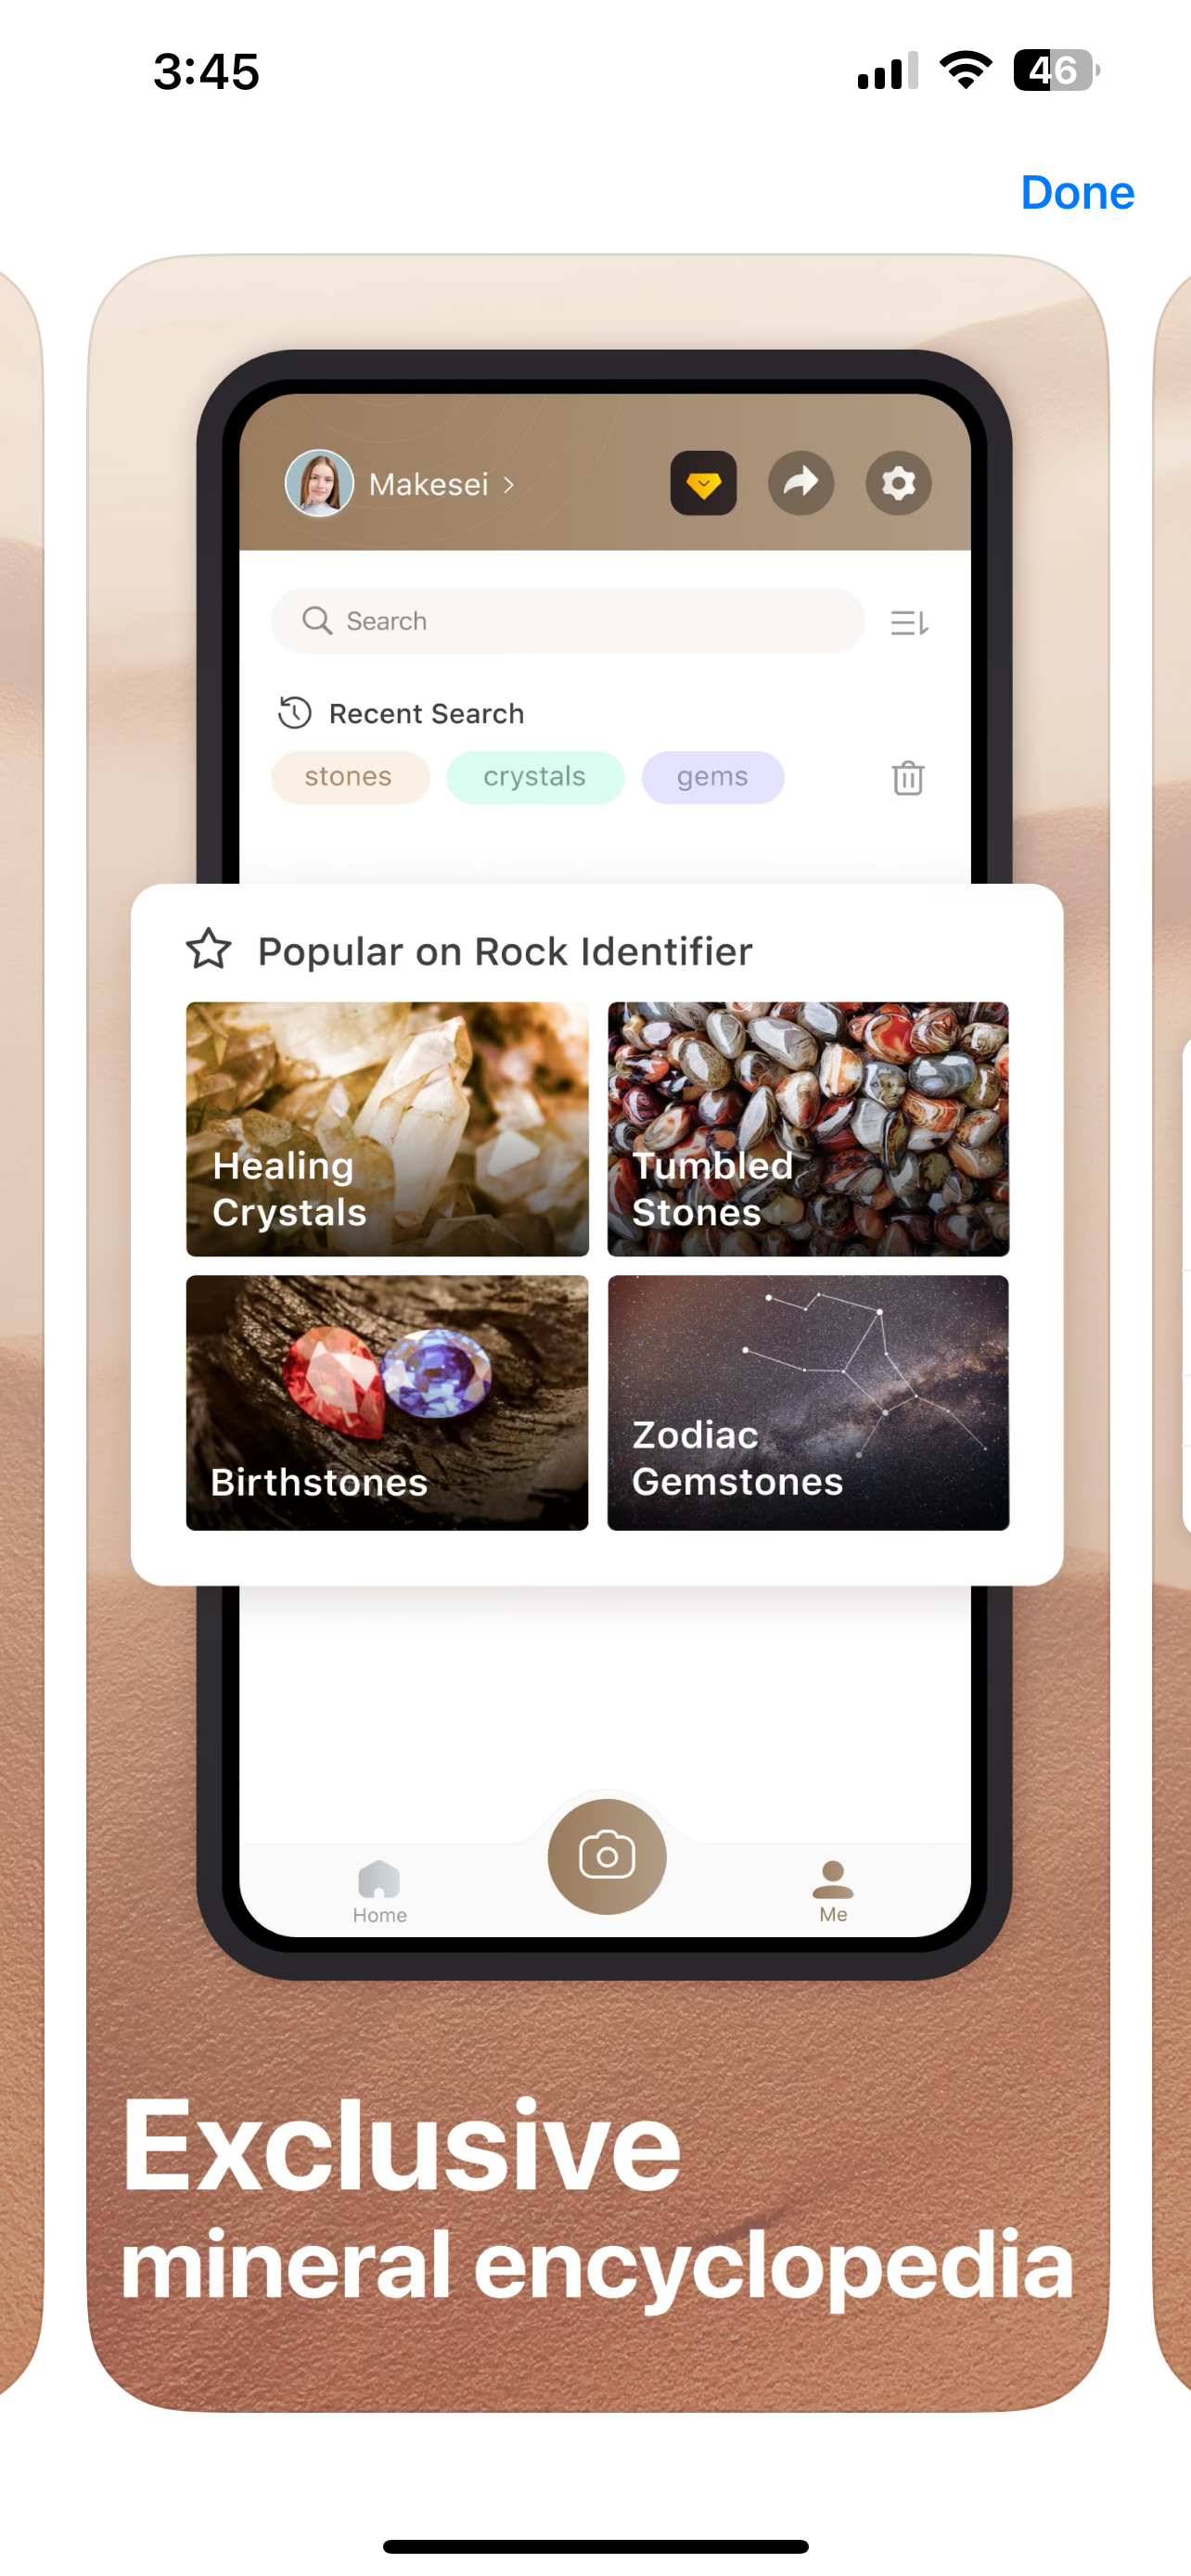 3:45
46
Done
Makesei
Search
Recent Search
stones crystals gems
Popular on Rock Identifier
Healing
Crystals
Tumbled
Stones
Birthstones
Zodiac
Gemstones
Home
Me
Exclusive
mineral encyclopedia